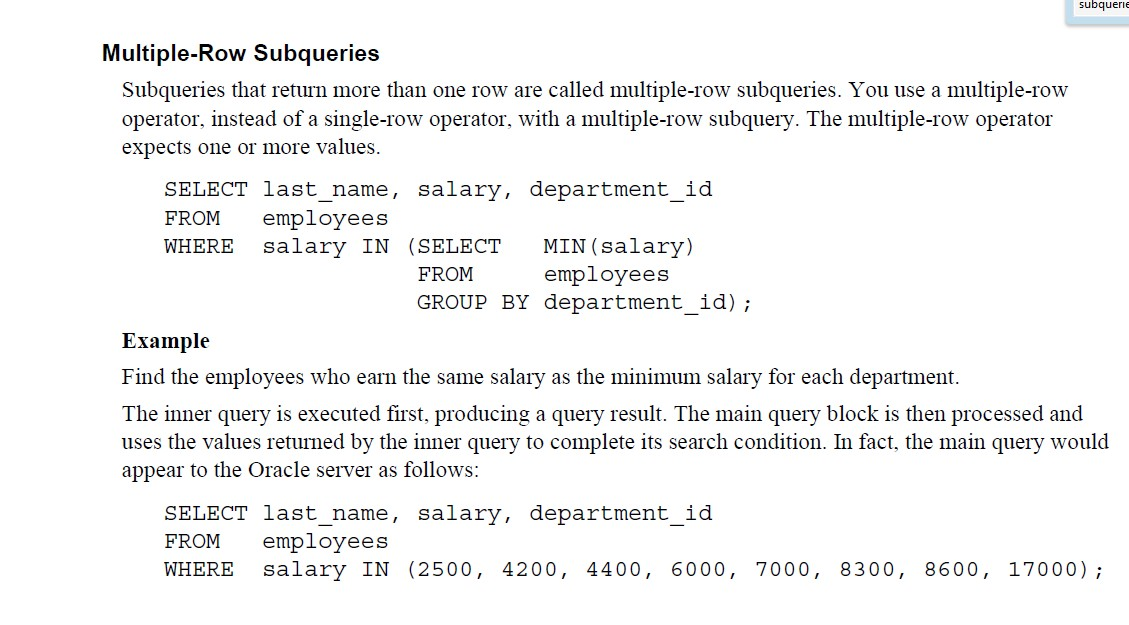 subquerie
Multiple-Row Subqueries
Subqueries that return more than one row are called multiple-row subqueries. You use a multiple-row
operator, instead of a single-row operator, with a multiple-row subquery. The multiple-row operator
expects one or more values.
SELECT last_name, salary, department_id
FROM employees
WHERE salary IN (SELECT MIN(salary)
FROM employees
GROUP BY department_id);
Example
Find the employees who earn the same salary as the minimum salary for each department.
The inner query is executed first, producing a query result. The main query block is then processed and
uses the values returned by the inner query to complete its search condition. In fact, the main query would
appear to the Oracle server as follows:
SELECT last_name, salary, department_id
FROM employees
WHERE salary IN (2500, 4200, 4400, 6000, 7000, 8300, 8600, 17000);